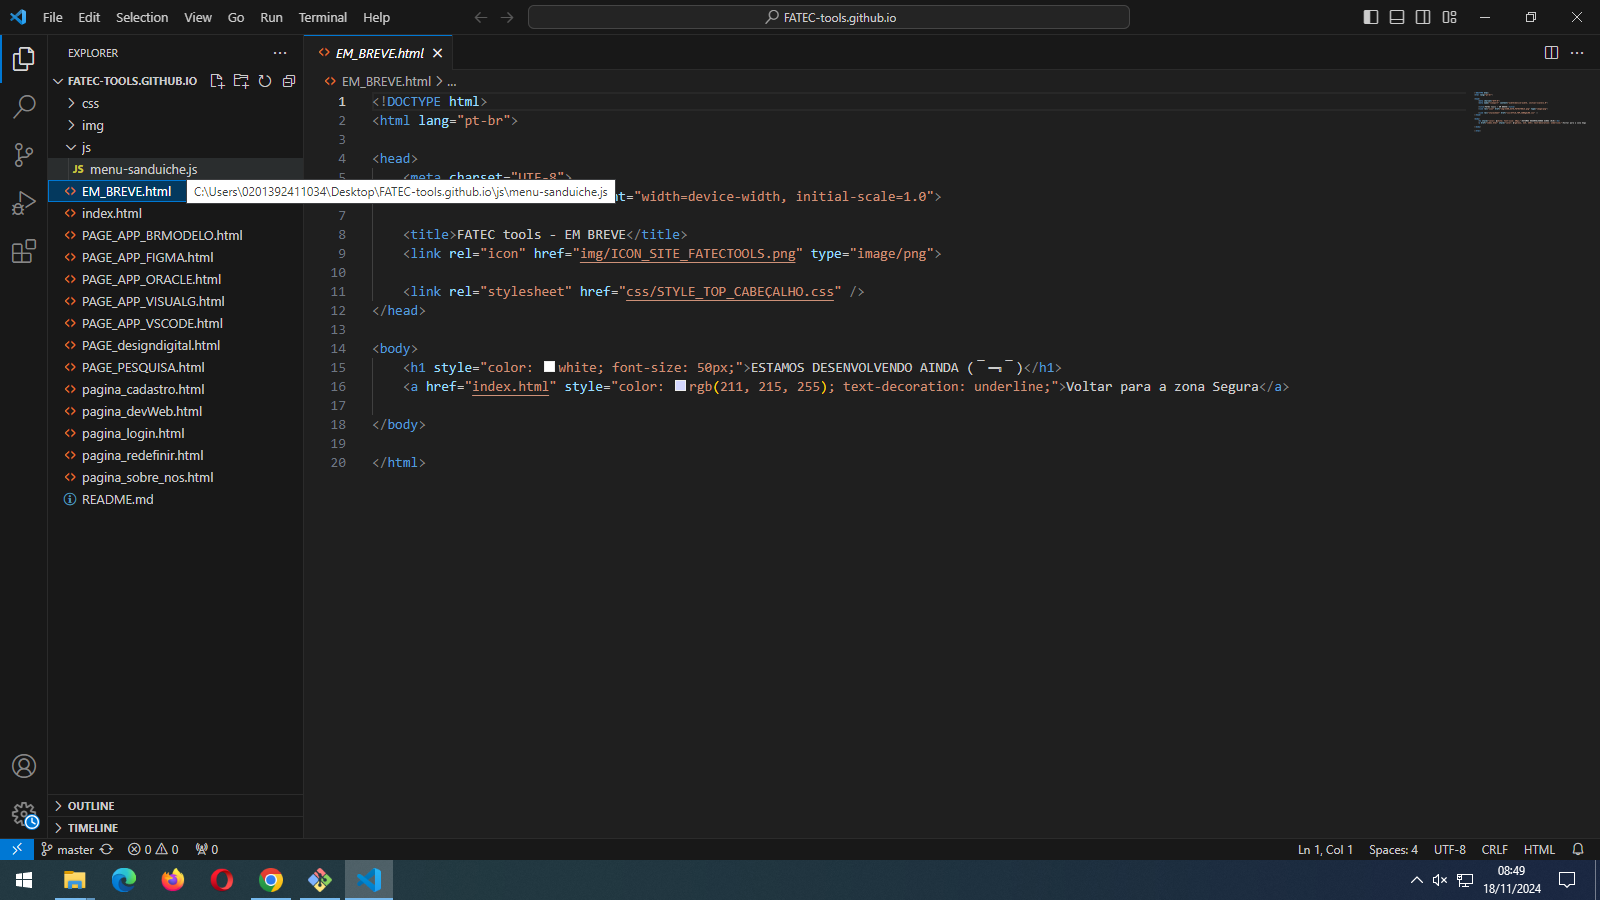 File Edit Selection View Go Run Terminal Help
FATEC-tools.github.io
EXPLORER
FATEC-TOOLS.GITHUB.IO
css
img
js
JS menu-sanduiche.js
EM_BREVE.html
C:\Users\0201392411034\Desktop\FATEC-tools.github.io\js\menu-sanduiche.js
index.html
PAGE_APP_BRMODELO.html
PAGE_APP_FIGMA.html
PAGE_APP_ORACLE.html
PAGE_APP_VISUALG.html
PAGE_APP_VSCODE.html
PAGE_designdigital.html
PAGE_PESQUISA.html
pagina_cadastro.html
pagina_devWeb.html
pagina_login.html
pagina_redefinir.html
pagina_sobre_nos.html
README.md
OUTLINE
TIMELINE
EM_BREVE.html
EM_BREVE.html > ...
1 <!DOCTYPE html>
2 <html lang="pt-br">
3
4 <head>
5 <meta charset="UTF-8">
nt="width=device-width, initial-scale=1.0">
7
8 <title>FATEC tools - EM BREVE</title>
9 <link rel="icon" href="img/ICON_SITE_FATECTOOLS.png" type="image/png">
10
11 <link rel="stylesheet" href="css/STYLE_TOP_CABEÇALHO.css" />
12 </head>
13
14 <body>
15 <h1 style="color: white; font-size: 50px;">ESTAMOS DESENVOLVENDO AINDA (¯﹃¯)</h1>
16 <a href="index.html" style="color: rgb(211, 215, 255); text-decoration: underline;">Voltar para a zona Segura</a>
17
18 </body>
19
20 </html>
master 0 0 0
Ln 1, Col 1 Spaces: 4 UTF-8 CRLF HTML
08:49
18/11/2024